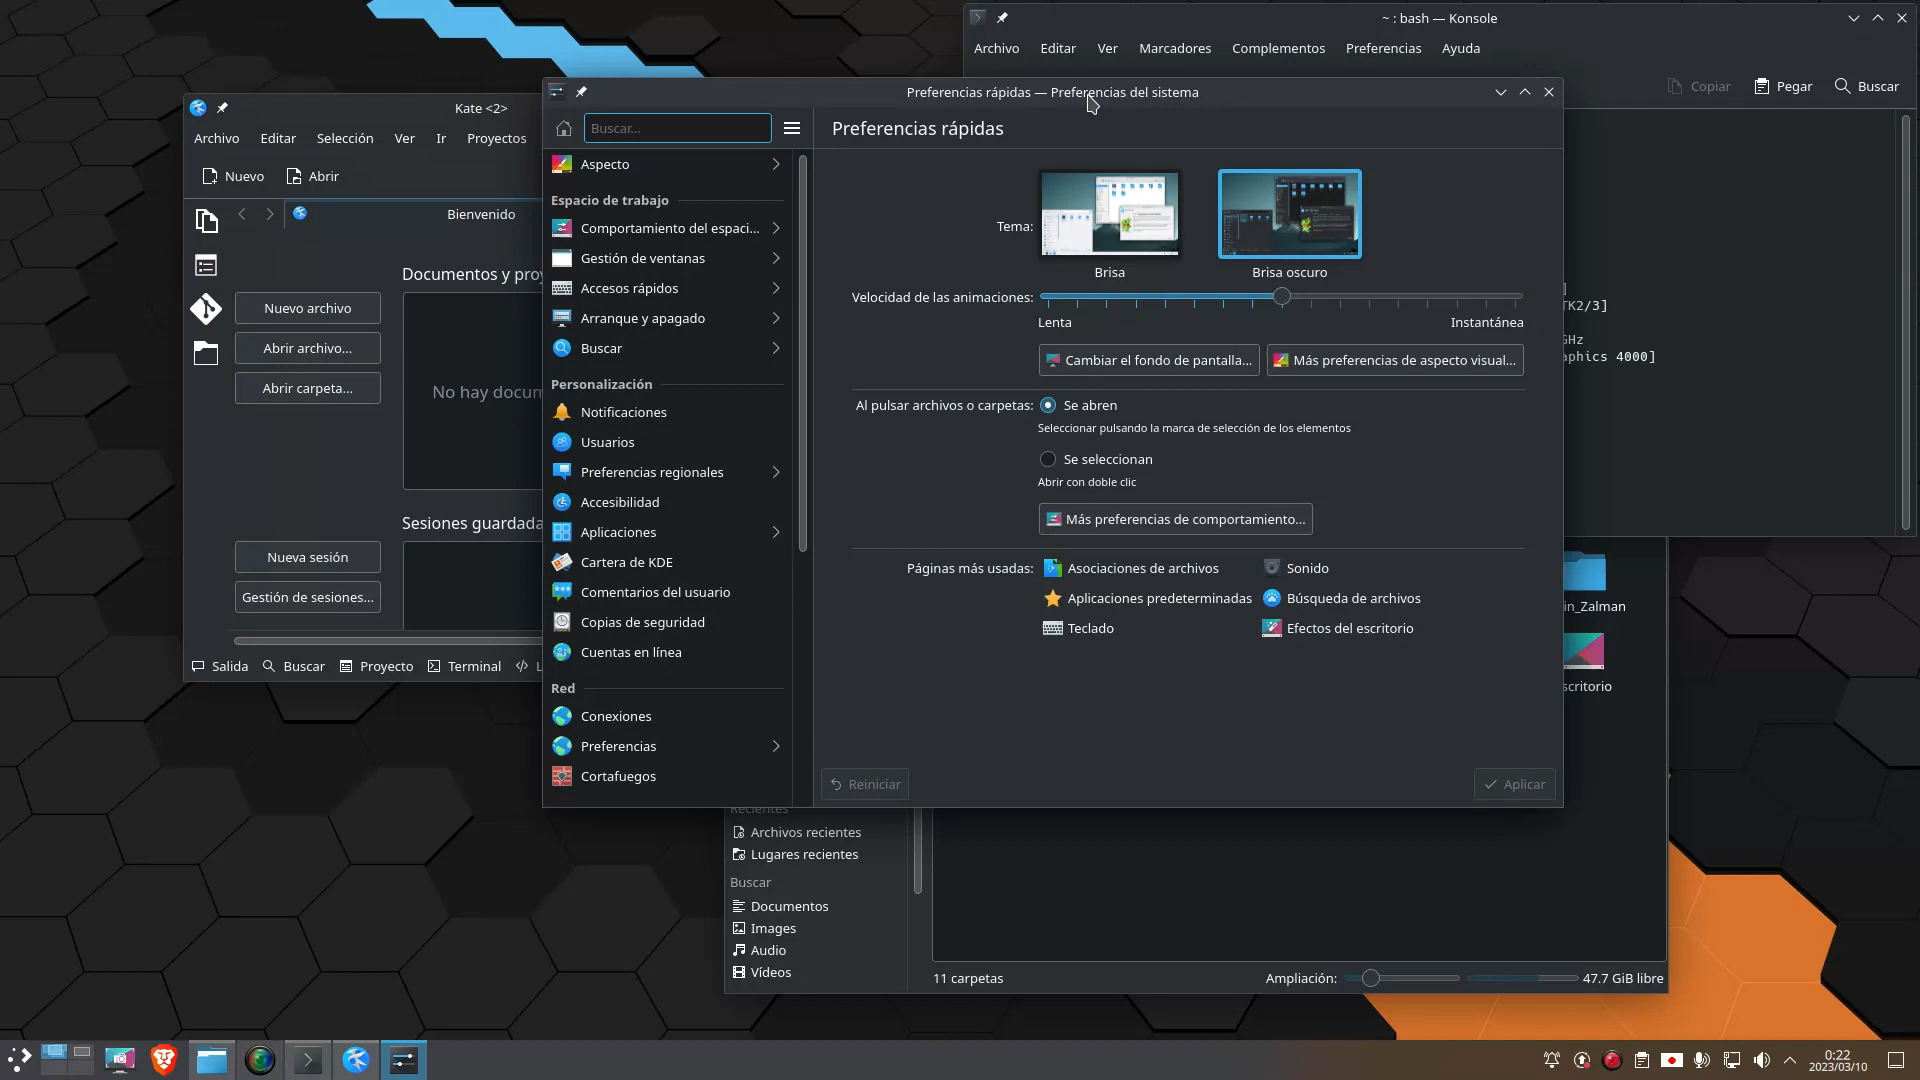 ~ : bash — Konsole
Archivo Editar Ver Marcadores Complementos Preferencias Ayuda
Copiar Pegar Buscar
TK2/3]
GHz
aphics 4000]
Kate <2>
Archivo Editar Selección Ver Ir Proyectos
Nuevo Abrir
Bienvenido
Documentos y proy
Nuevo archivo
Abrir archivo...
Abrir carpeta...
No hay docum
Sesiones guardada
Nueva sesión
Gestión de sesiones...
Salida Buscar Proyecto Terminal L
Preferencias rápidas — Preferencias del sistema
Buscar...
Aspecto
Espacio de trabajo
Comportamiento del espaci...
Gestión de ventanas
Accesos rápidos
Arranque y apagado
Buscar
Personalización
Notificaciones
Usuarios
Preferencias regionales
Accesibilidad
Aplicaciones
Cartera de KDE
Comentarios del usuario
Copias de seguridad
Cuentas en línea
Red
Conexiones
Preferencias
Cortafuegos
Preferencias rápidas
Tema:
Brisa Brisa oscuro
Velocidad de las animaciones:
Lenta Instantánea
Cambiar el fondo de pantalla... Más preferencias de aspecto visual...
Al pulsar archivos o carpetas: Se abren
Seleccionar pulsando la marca de selección de los elementos
Se seleccionan
Abrir con doble clic
Más preferencias de comportamiento...
Páginas más usadas: Asociaciones de archivos Sonido
Aplicaciones predeterminadas Búsqueda de archivos
Teclado Efectos del escritorio
Reiniciar Aplicar
in_Zalman
scritorio
Recientes
Archivos recientes
Lugares recientes
Buscar
Documentos
Images
Audio
Vídeos
11 carpetas Ampliación: 47.7 GiB libre
0:22
2023/03/10